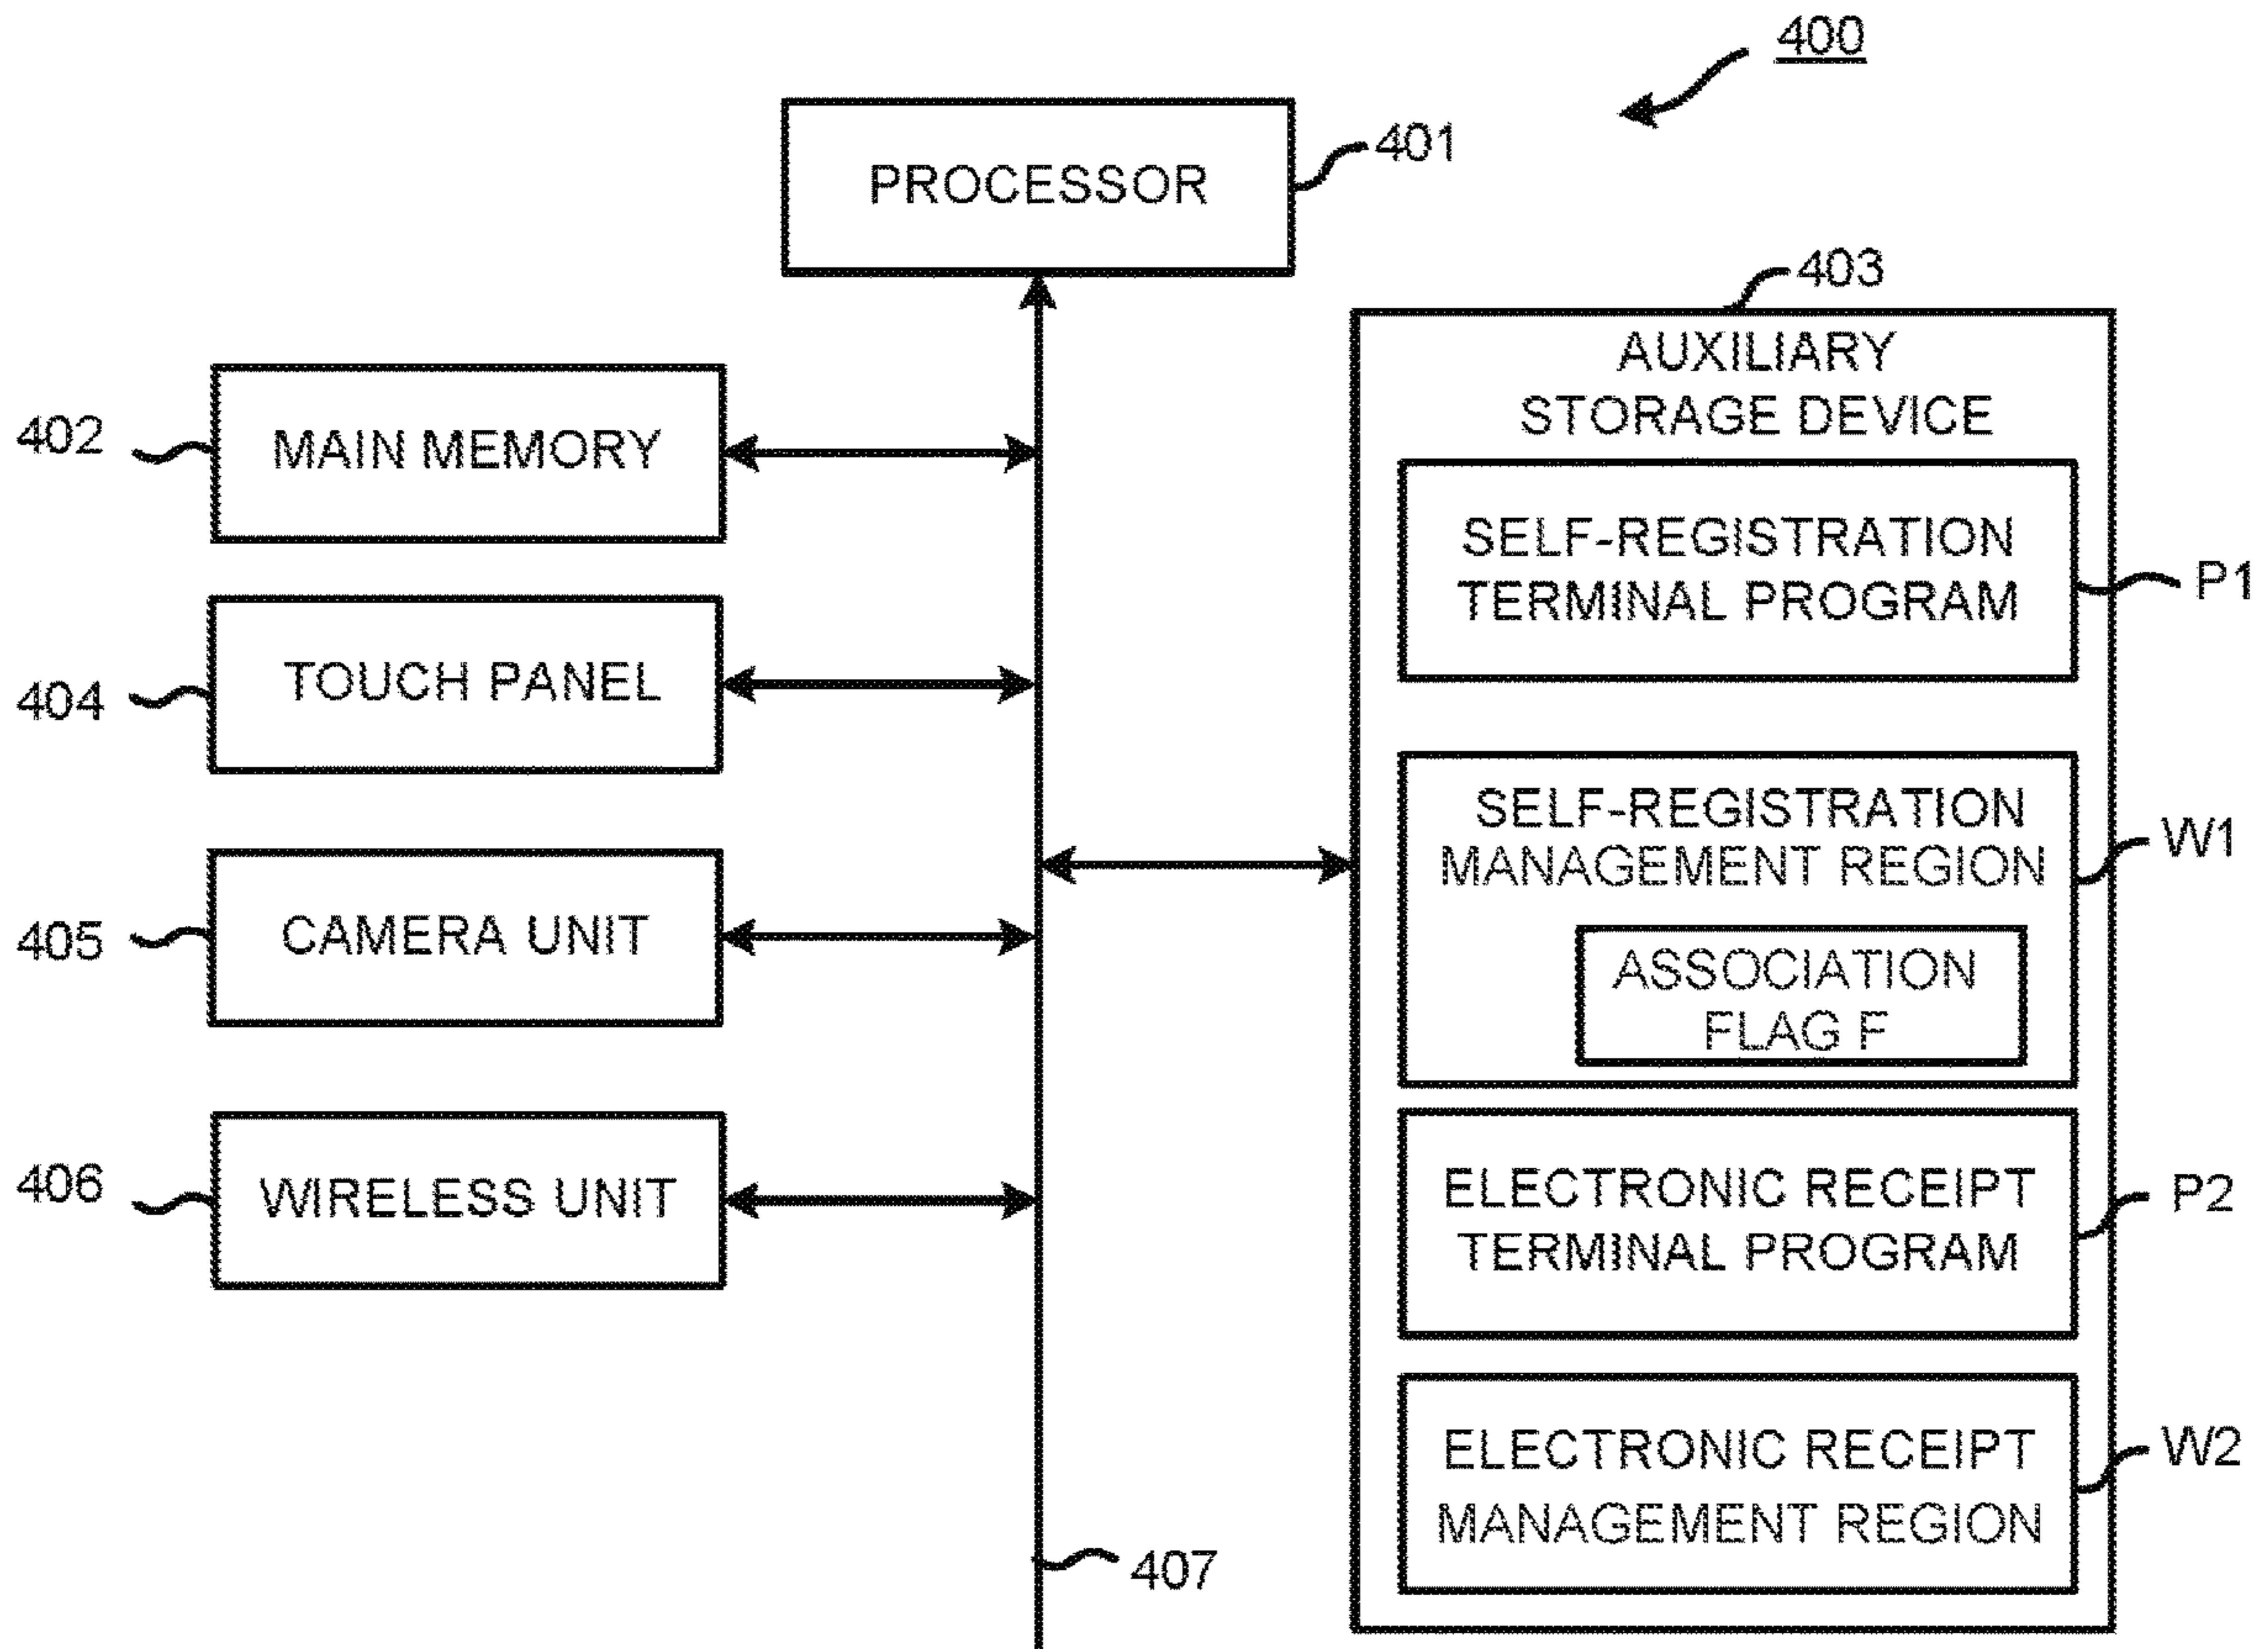 400
PROCESSOR
401
403
AUXILIARY
STORAGE DEVICE
402
MAIN MEMORY
SELF-REGISTRATION
TERMINAL PROGRAM
P1
404
TOUCH PANEL
SELF-REGISTRATION
MANAGEMENT REGION
W1
405
CAMERA UNIT
ASSOCIATION
FLAG F
406
WIRELESS UNIT
ELECTRONIC RECEIPT
TERMINAL PROGRAM
P2
ELECTRONIC RECEIPT
MANAGEMENT REGION
W2
407